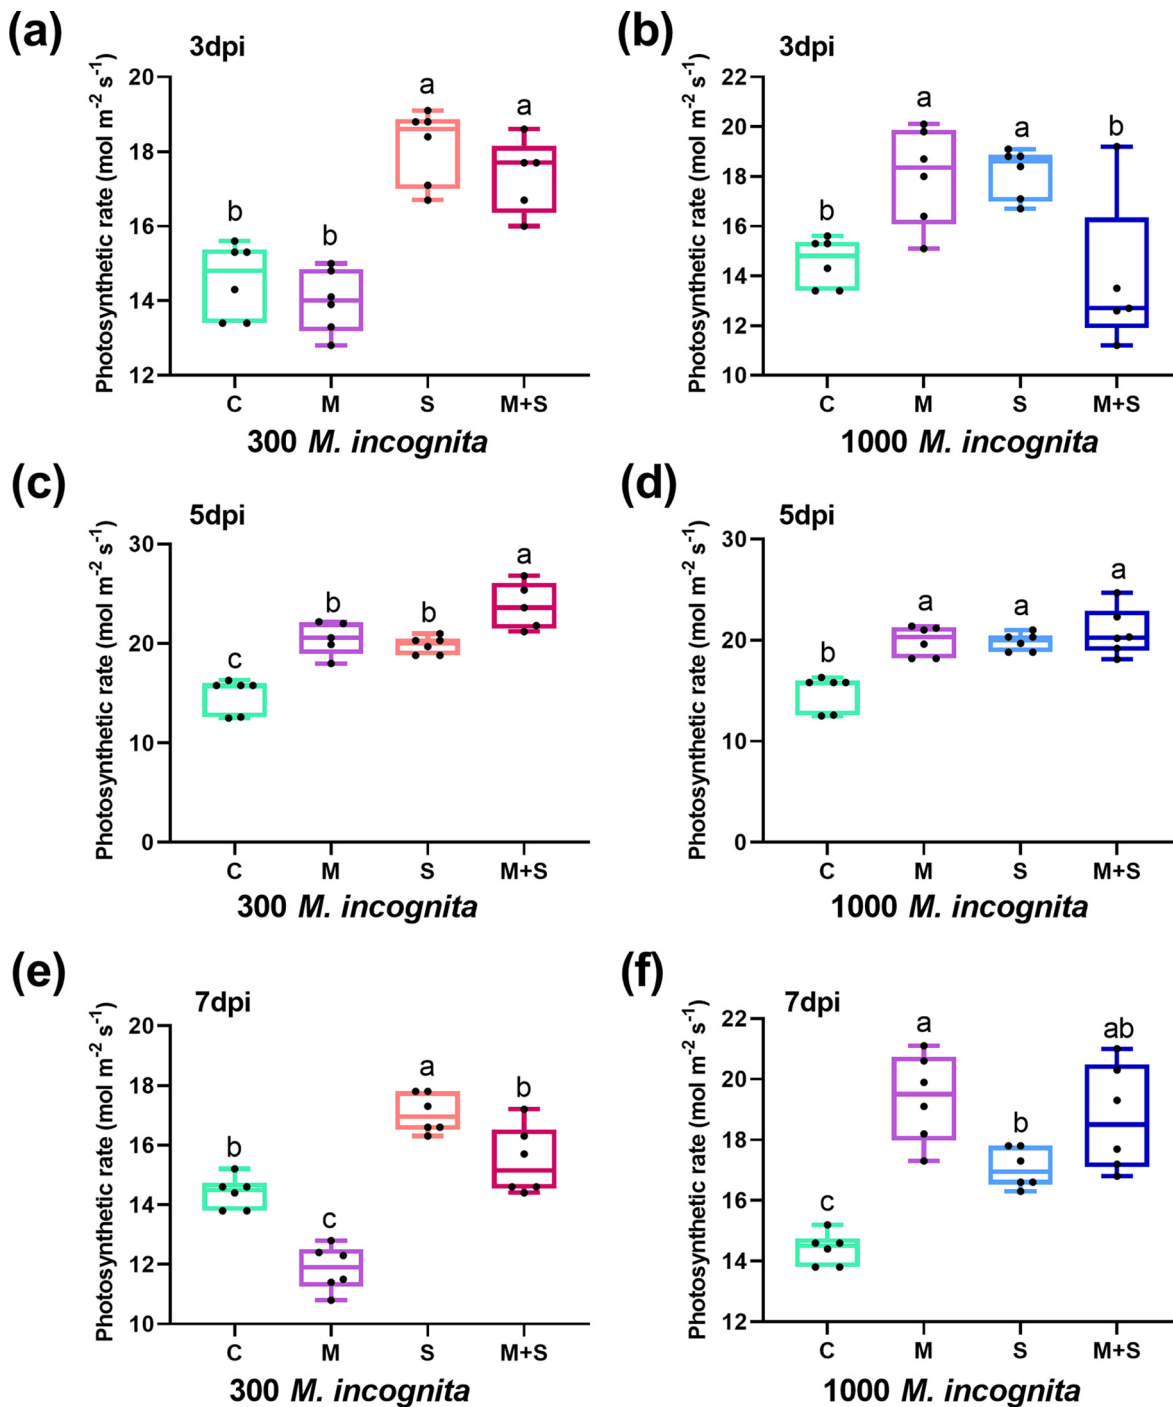 (a)
3dpi
Photosynthetic rate (mol m⁻² s⁻¹)
20
18
16
14
12
b
b
a
a
C M S M+S
300 M. incognita
(b)
3dpi
Photosynthetic rate (mol m⁻² s⁻¹)
22
20
18
16
14
12
10
b
a
a
b
C M S M+S
1000 M. incognita
(c)
5dpi
Photosynthetic rate (mol m⁻² s⁻¹)
30
20
10
0
c
b
b
a
C M S M+S
300 M. incognita
(d)
5dpi
Photosynthetic rate (mol m⁻² s⁻¹)
30
20
10
0
b
a
a
a
C M S M+S
1000 M. incognita
(e)
7dpi
Photosynthetic rate (mol m⁻² s⁻¹)
20
18
16
14
12
10
b
c
a
b
C M S M+S
300 M. incognita
(f)
7dpi
Photosynthetic rate (mol m⁻² s⁻¹)
22
20
18
16
14
12
c
a
b
ab
C M S M+S
1000 M. incognita